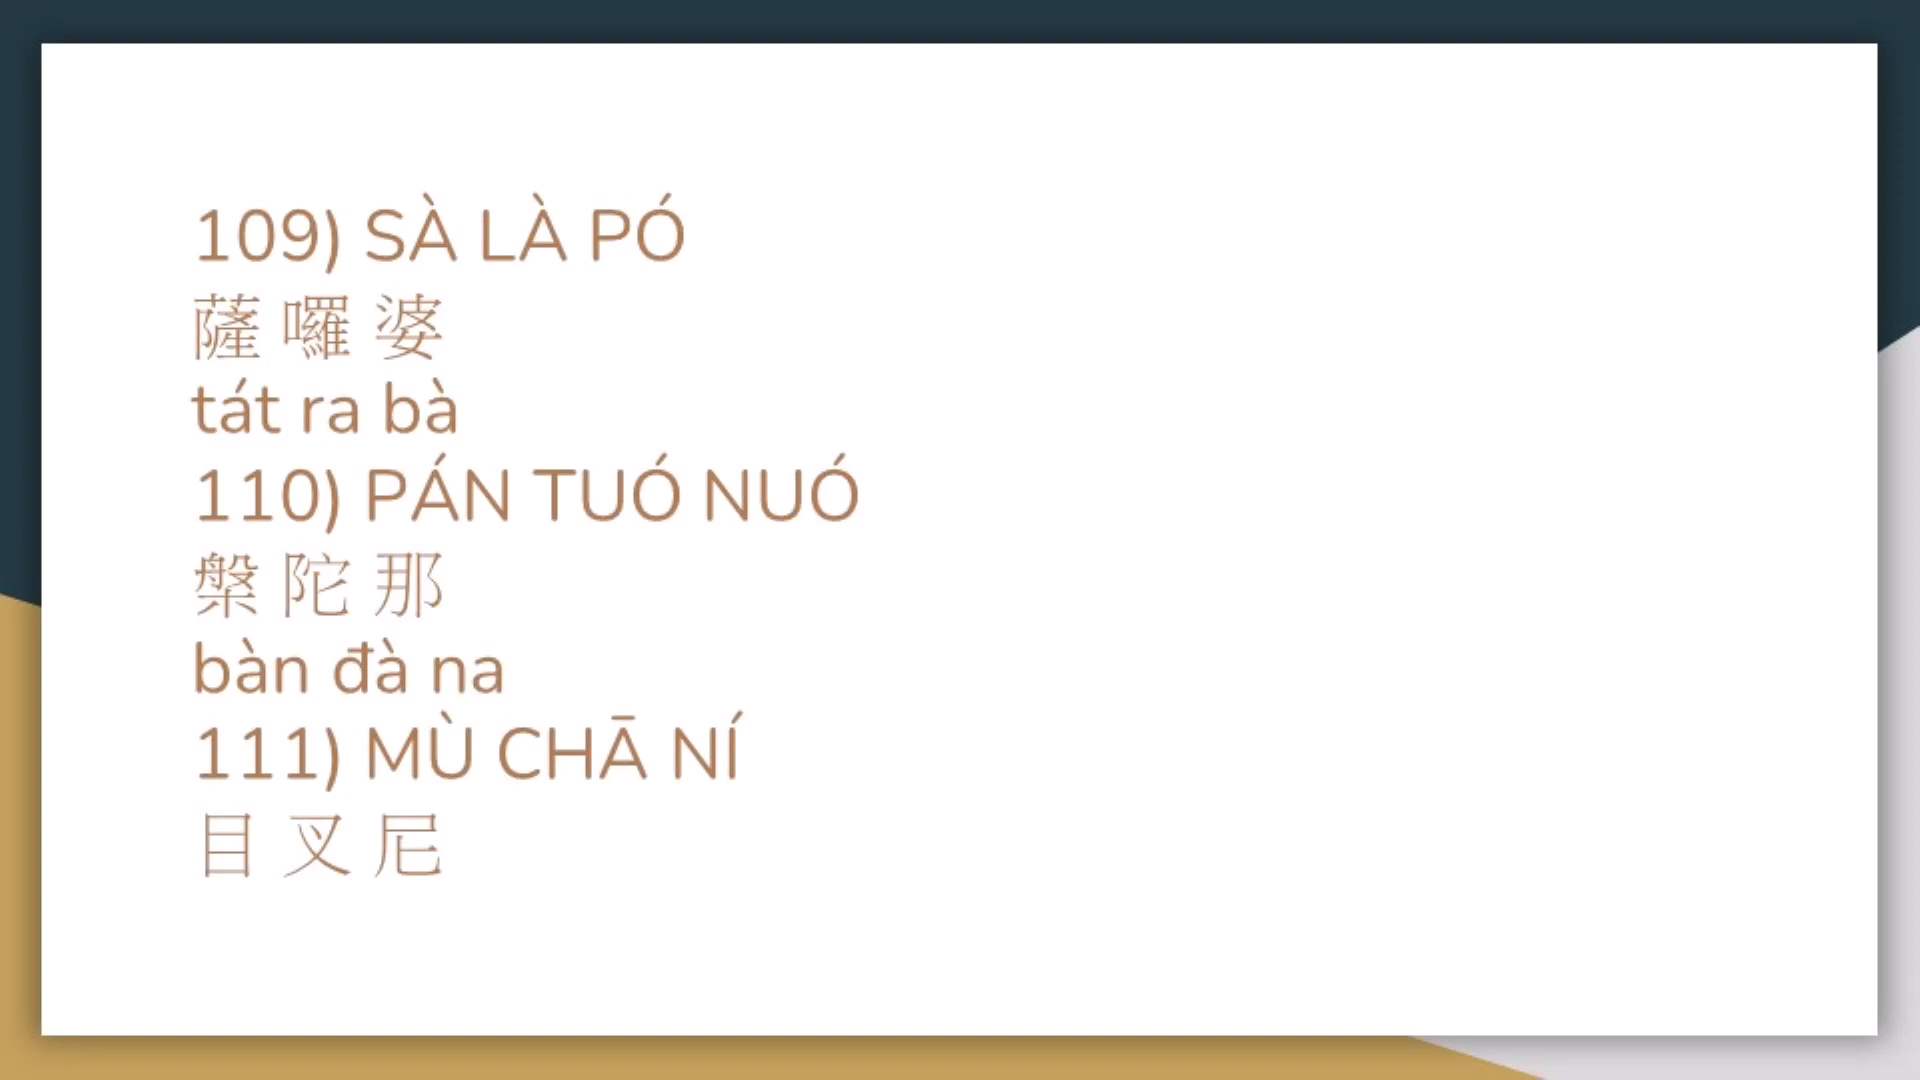 109) SÀ LÀ PÓ
薩 囉 婆
tát ra bà
110) PÁN TUÓ NUÓ
槃 陀 那
bàn đà na
111) MÙ CHĀ NÍ
目 叉 尼